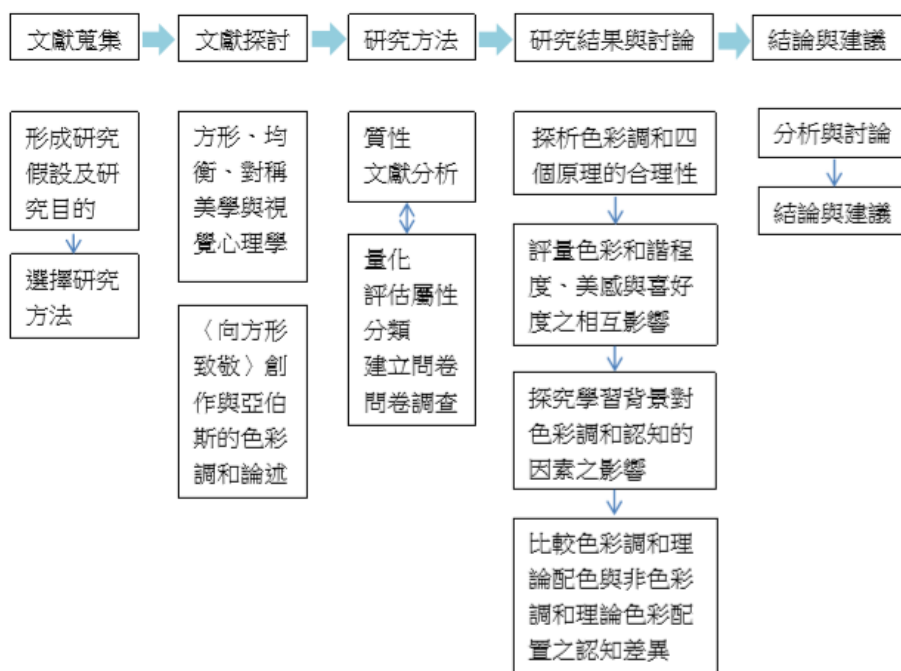 文獻蒐集
文獻探討
研究方法
研究結果與討論
結論與建議
形成研究
假設及研
究目的
選擇研究
方法
方形、均
衡、對稱
美學與視
覺心理學
〈向方形
致敬〉創
作與亞伯
斯的色彩
調和論述
質性
文獻分析
量化
評估屬性
分類
建立問卷
問卷調查
探析色彩調和四
個原理的合理性
評量色彩和諧程
度、美感與喜好
度之相互影響
探究學習背景對
色彩調和認知的
因素之影響
比較色彩調和理
論配色與非色彩
調和理論色彩配
置之認知差異
分析與討論
結論與建議